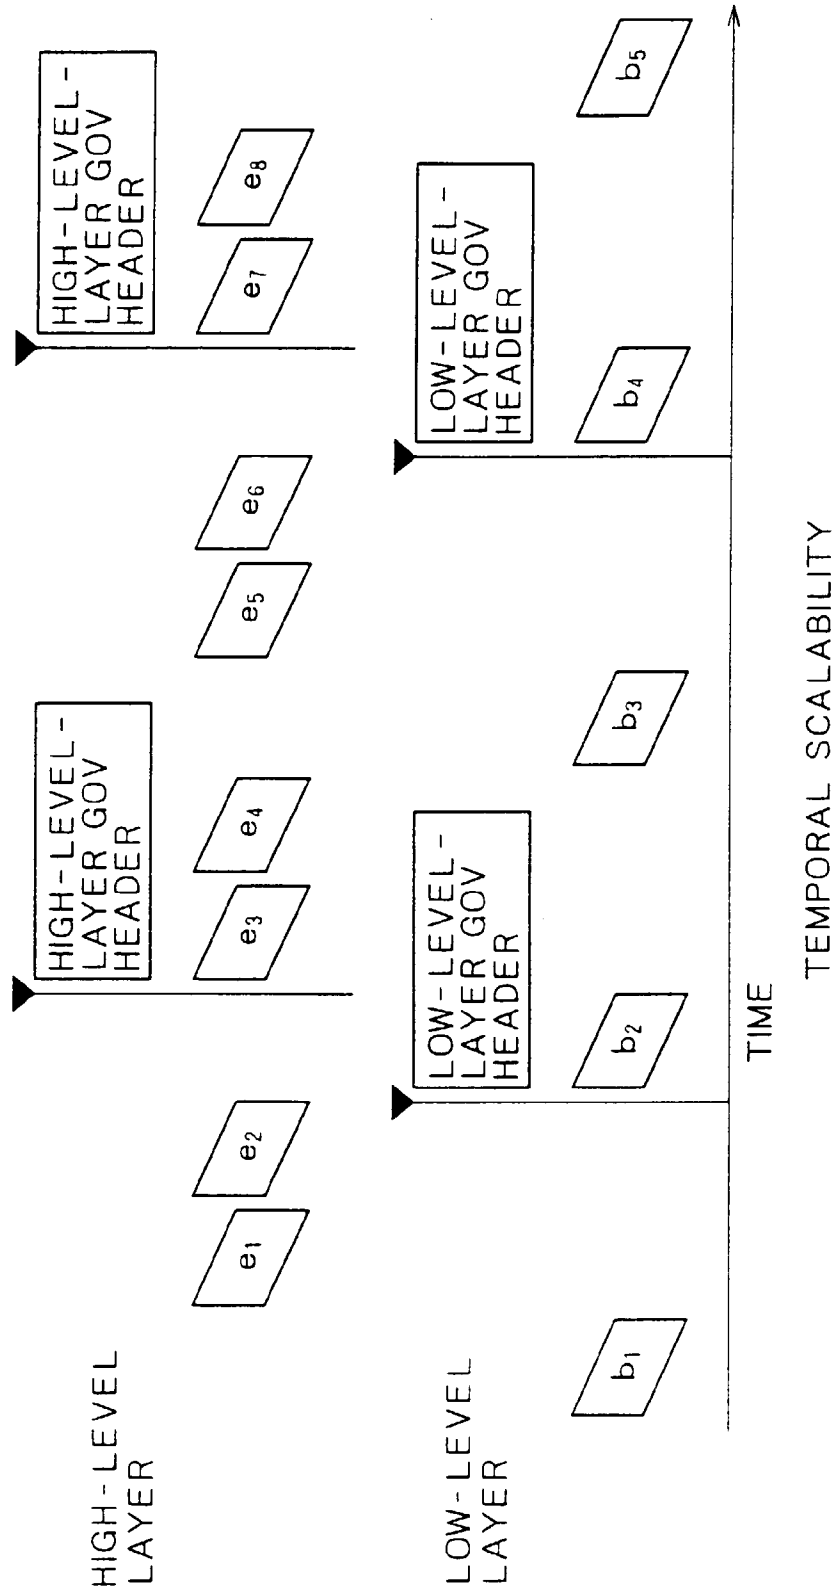 HIGH-LEVEL
LAYER
e1
e2
HIGH-LEVEL-
LAYER GOV
HEADER
e3
e4
e5
e6
HIGH-LEVEL-
LAYER GOV
HEADER
e7
e8
LOW-LEVEL
LAYER
b1
LOW-LEVEL-
LAYER GOV
HEADER
b2
b3
LOW-LEVEL-
LAYER GOV
HEADER
b4
b5
TIME
TEMPORAL SCALABILITY